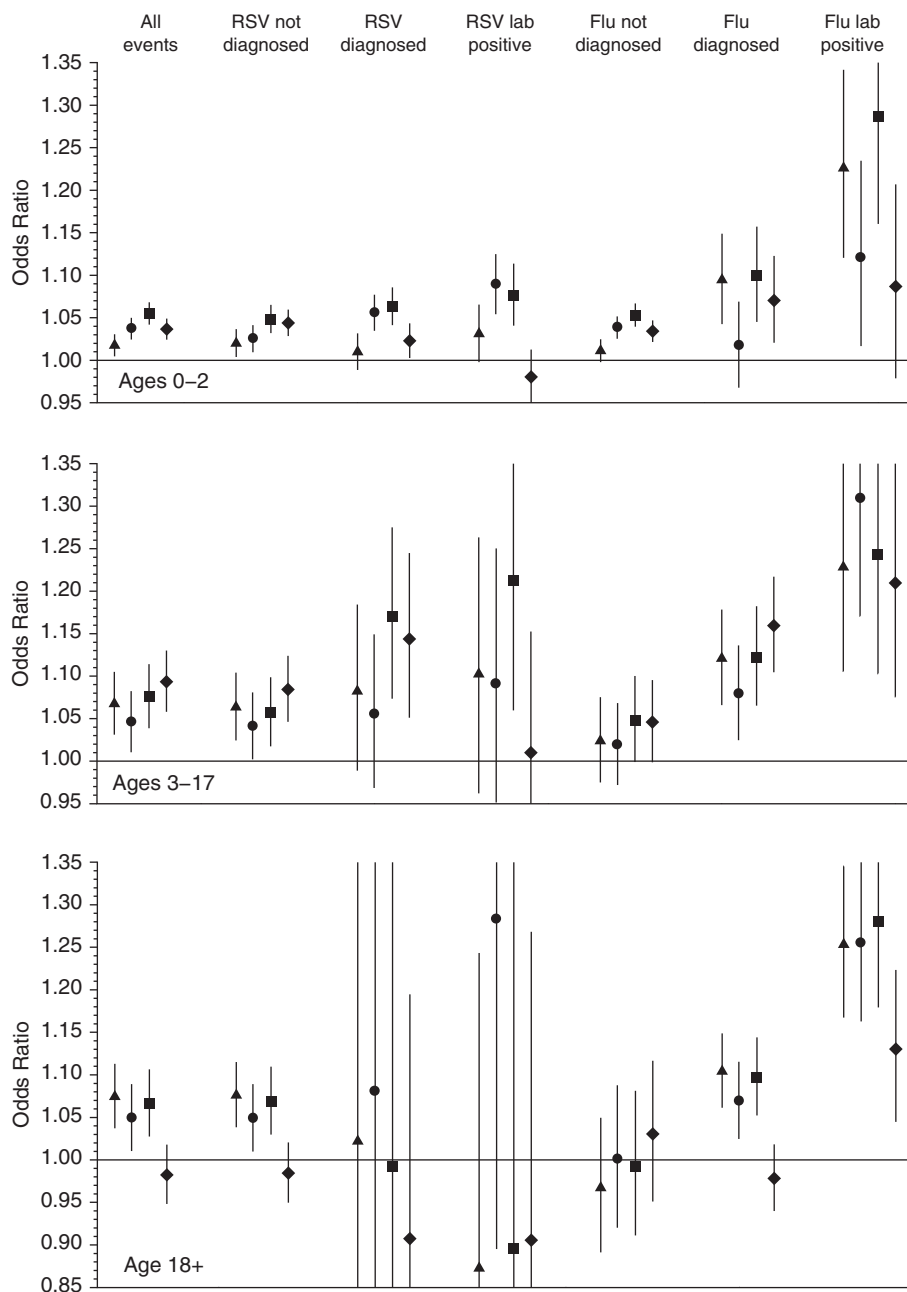 All events
RSV not diagnosed
RSV diagnosed
RSV lab positive
Flu not diagnosed
Flu diagnosed
Flu lab positive
Odds Ratio
1.35
1.30
1.25
1.20
1.15
1.10
1.05
1.00
0.95
Ages 0–2
Odds Ratio
1.35
1.30
1.25
1.20
1.15
1.10
1.05
1.00
0.95
Ages 3–17
Odds Ratio
1.35
1.30
1.25
1.20
1.15
1.10
1.05
1.00
0.95
0.90
0.85
Age 18+